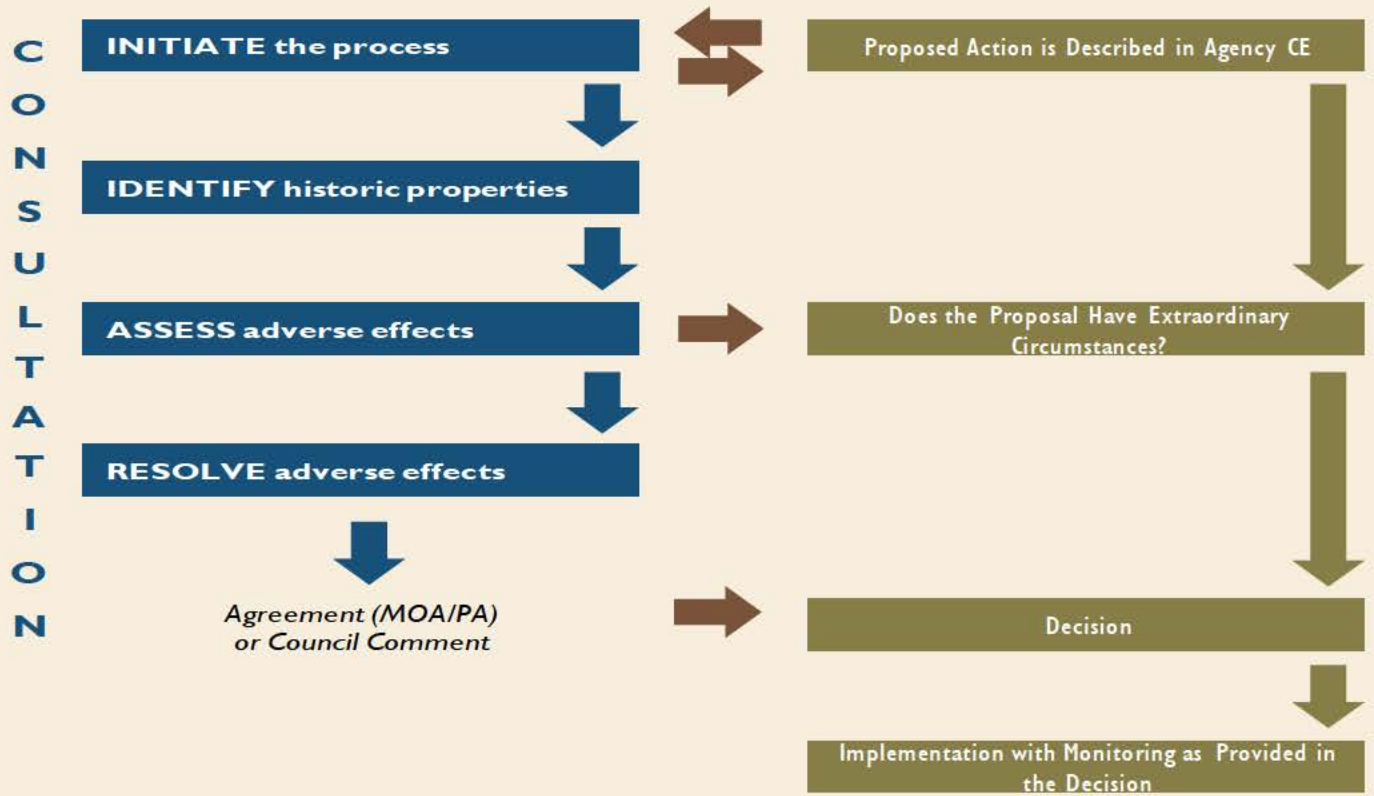 CONSULTATION
INITIATE the process
IDENTIFY historic properties
ASSESS adverse effects
RESOLVE adverse effects
Agreement (MOA/PA)
or Council Comment
Proposed Action is Described in Agency CE
Does the Proposal Have Extraordinary
Circumstances?
Decision
Implementation with Monitoring as Provided in
the Decision